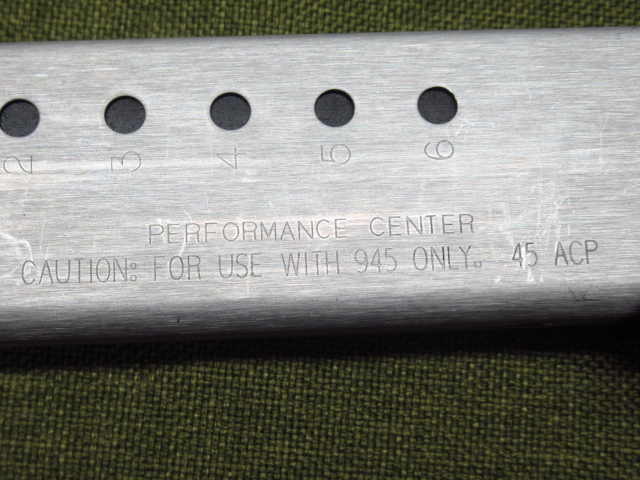 2 3 4 5 6
PERFORMANCE CENTER
CAUTION: FOR USE WITH 945 ONLY. 45 ACP